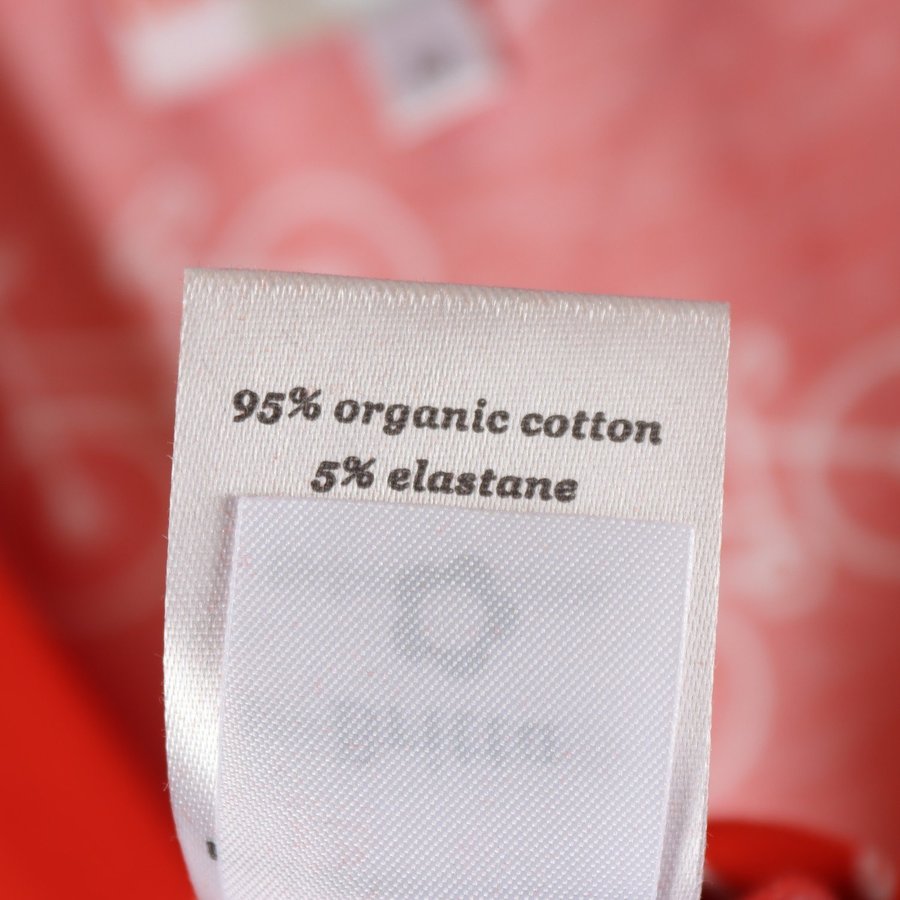 95% organic cotton
5% elastane